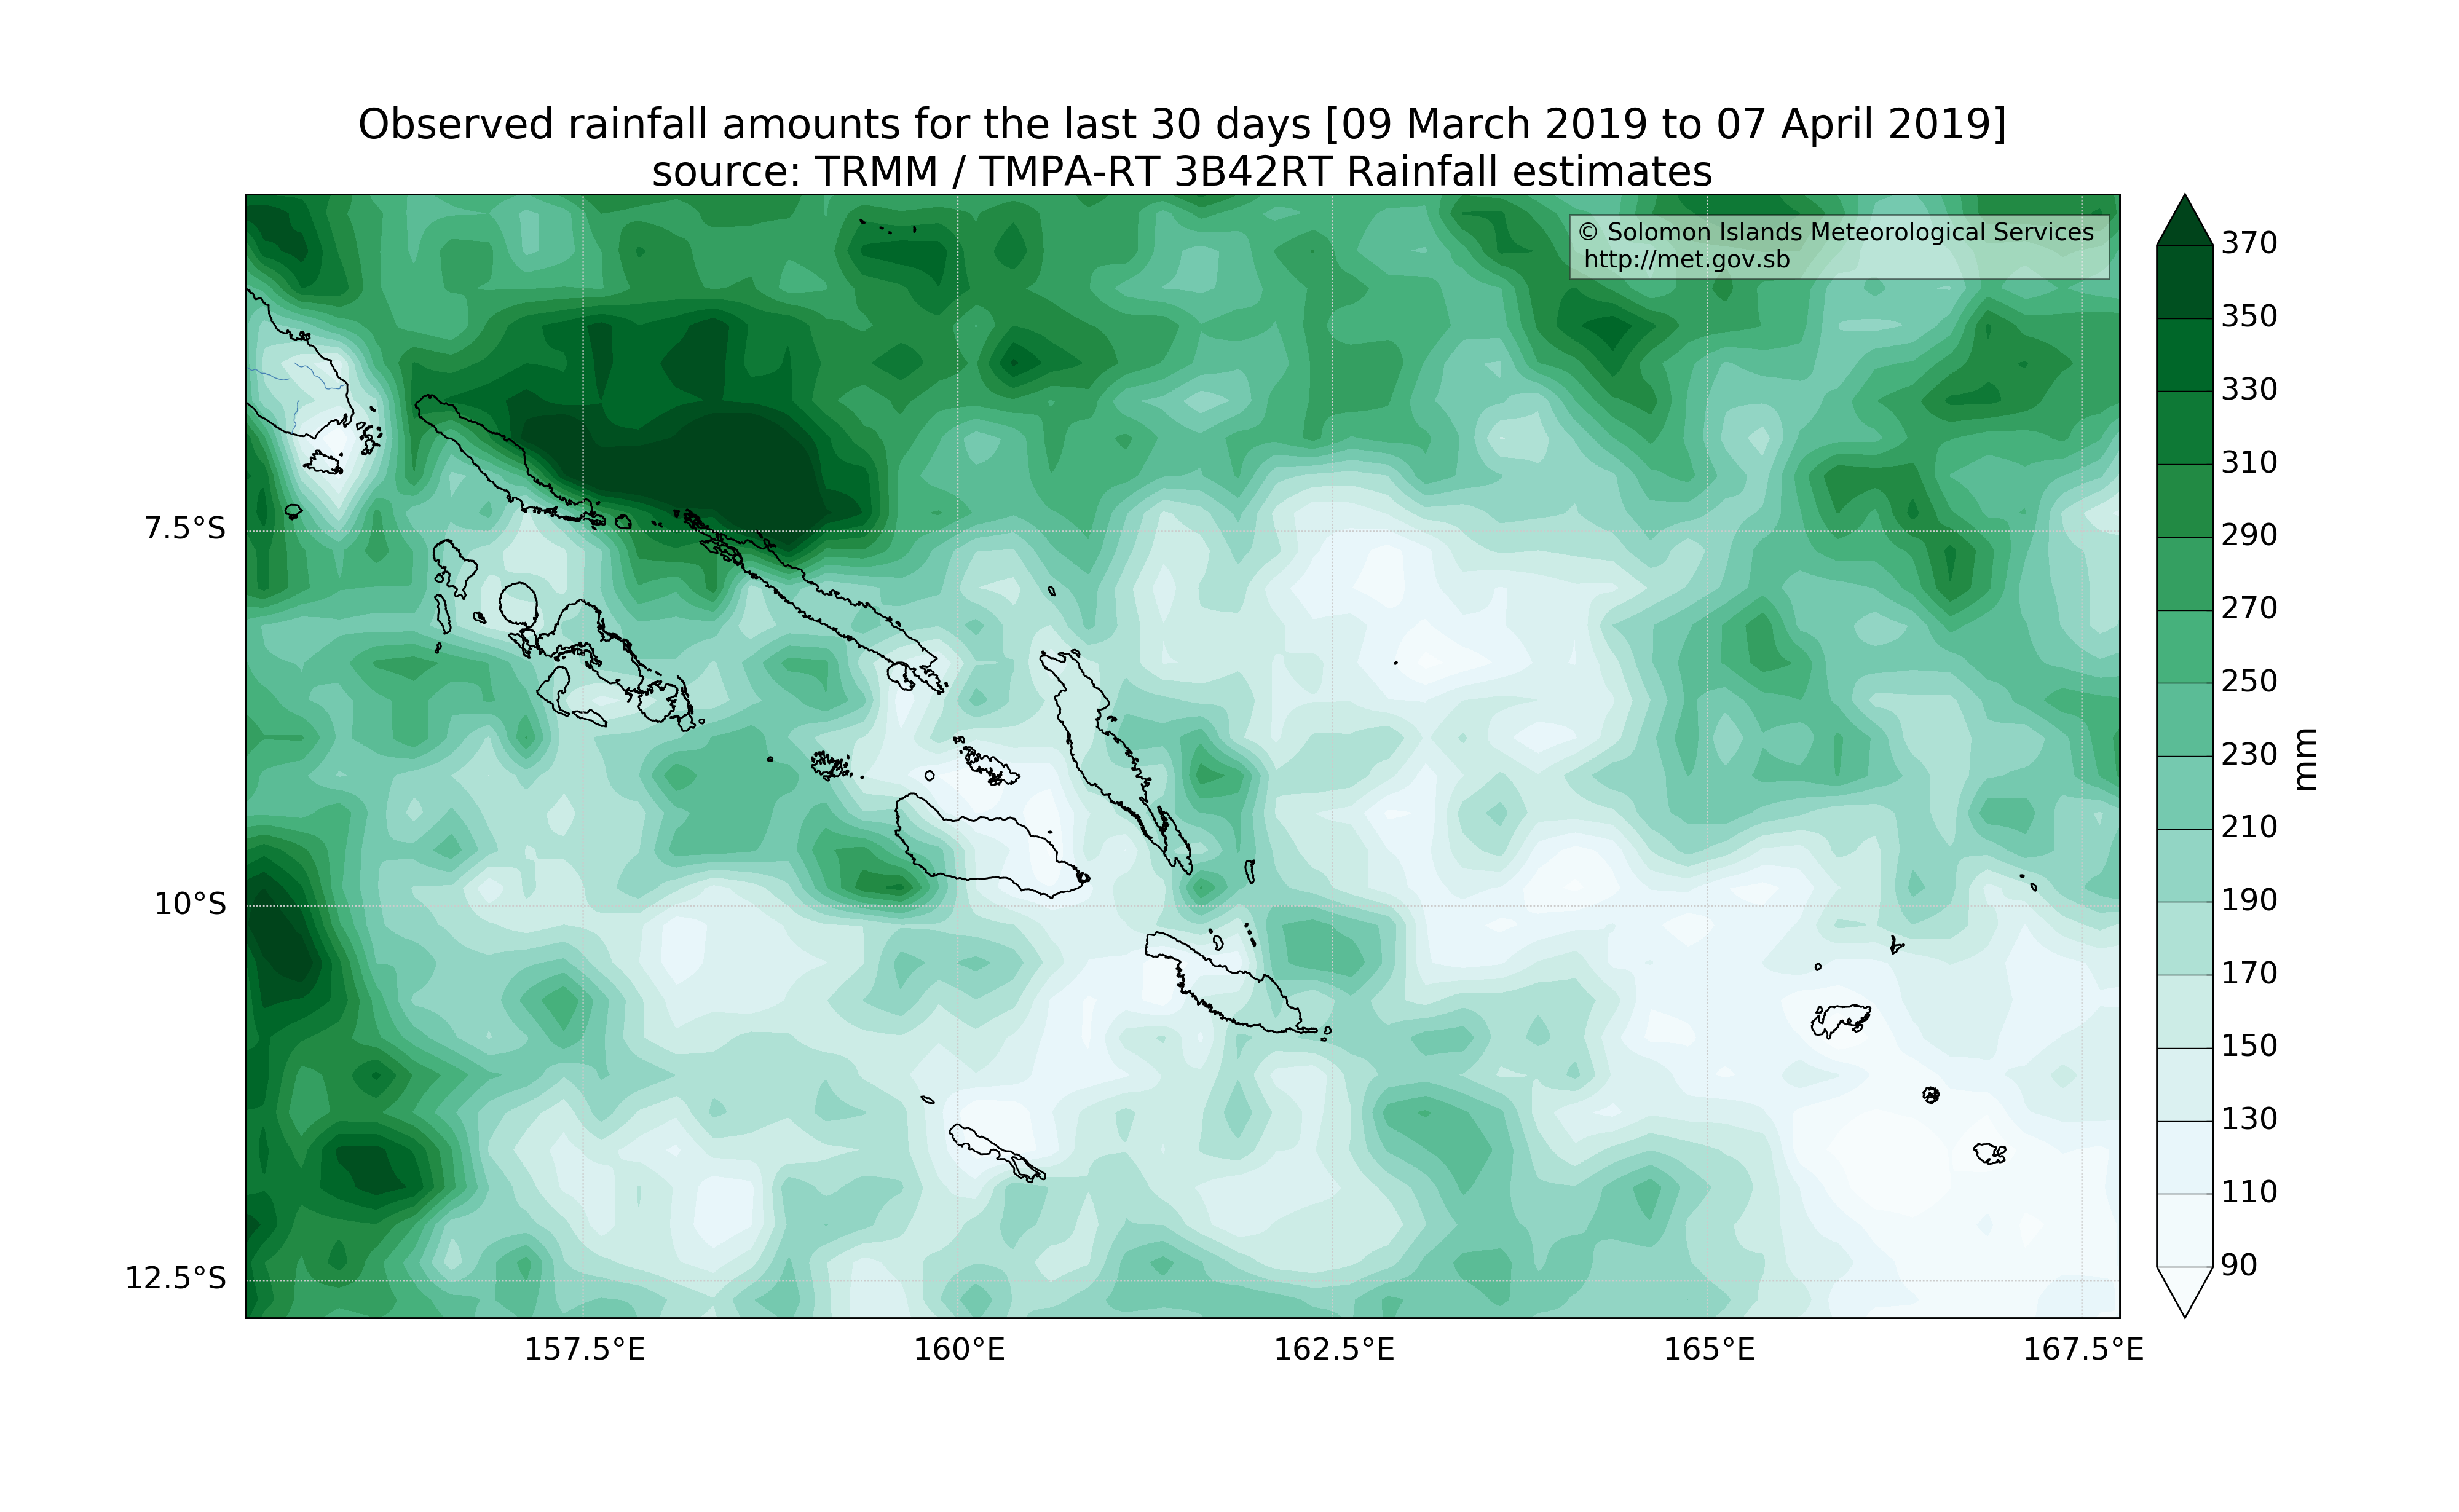 Observed rainfall amounts for the last 30 days [09 March 2019 to 07 April 2019]
source: TRMM / TMPA-RT 3B42RT Rainfall estimates
© Solomon Islands Meteorological Services
http://met.gov.sb
7.5°S
10°S
12.5°S
157.5°E
160°E
162.5°E
165°E
167.5°E
370
350
330
310
290
270
250
230
210
190
170
150
130
110
90
mm